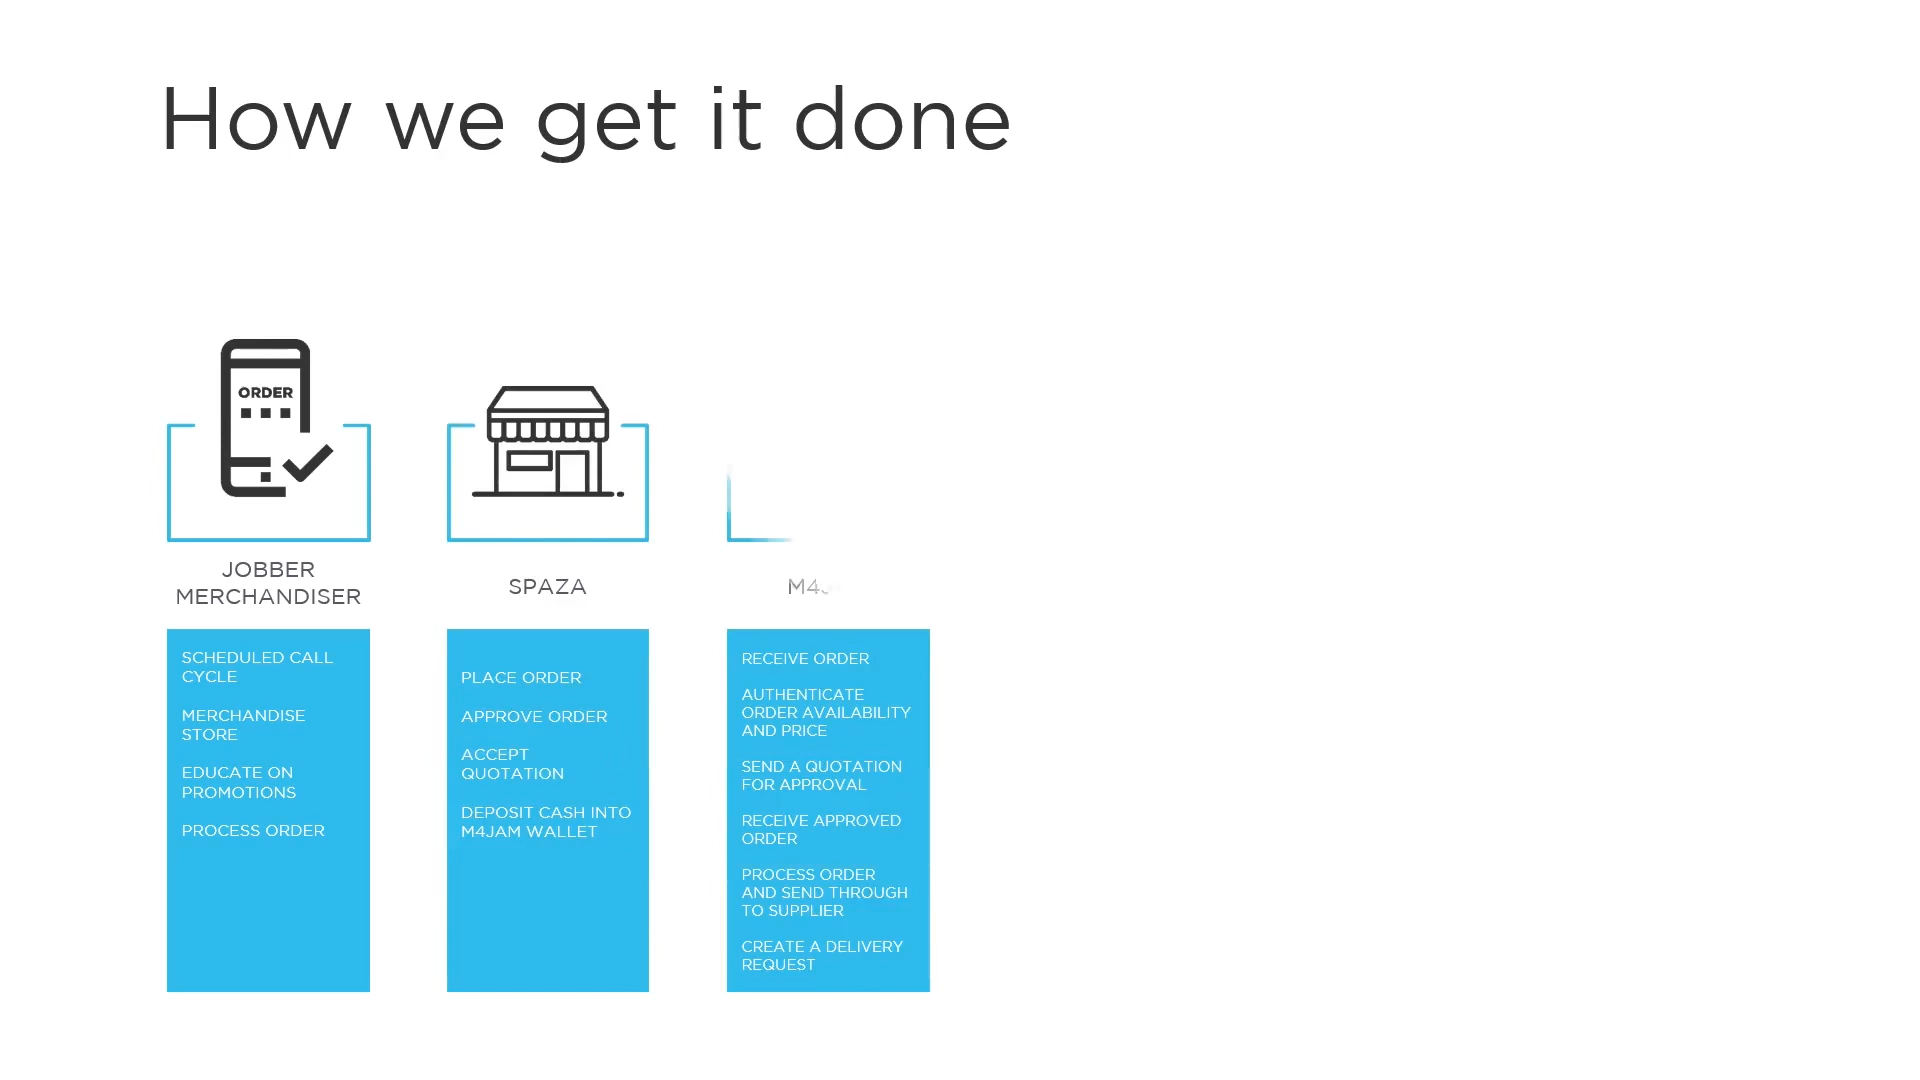 How we get it done
ORDER
JOBBER
MERCHANDISER
SCHEDULED CALL
CYCLE
MERCHANDISE
STORE
EDUCATE ON
PROMOTIONS
PROCESS ORDER
SPAZA
PLACE ORDER
APPROVE ORDER
ACCEPT
QUOTATION
DEPOSIT CASH INTO
M4JAM WALLET
RECEIVE ORDER
AUTHENTICATE
ORDER AVAILABILITY
AND PRICE
SEND A QUOTATION
FOR APPROVAL
RECEIVE APPROVED
ORDER
PROCESS ORDER
AND SEND THROUGH
TO SUPPLIER
CREATE A DELIVERY
REQUEST